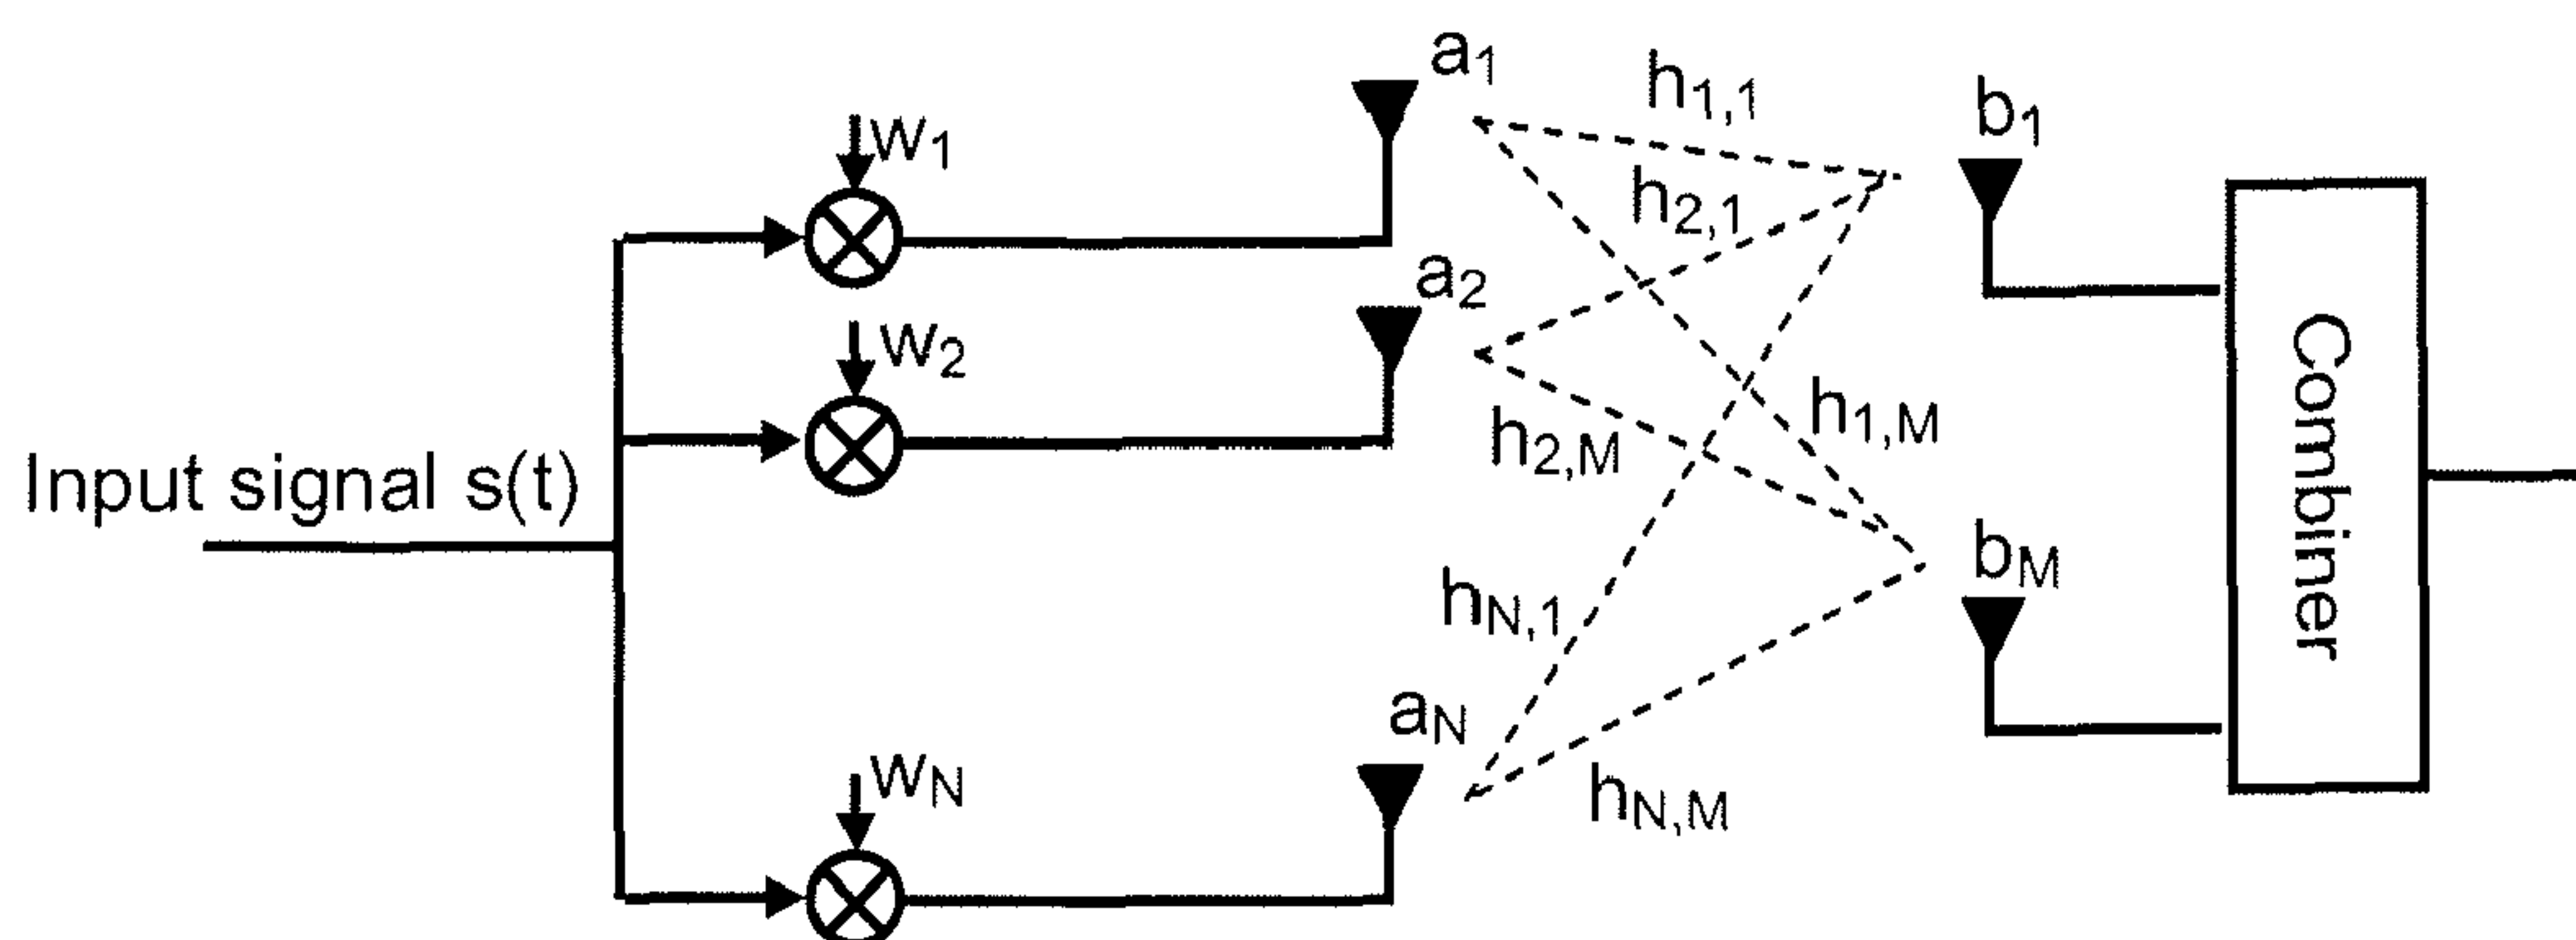 a₁
h₁,₁
b₁
w₁
h₂,₁
a₂
w₂
h₁,M
h₂,M
Input signal s(t)
Combiner
bM
hN,₁
aN
wN
hN,M